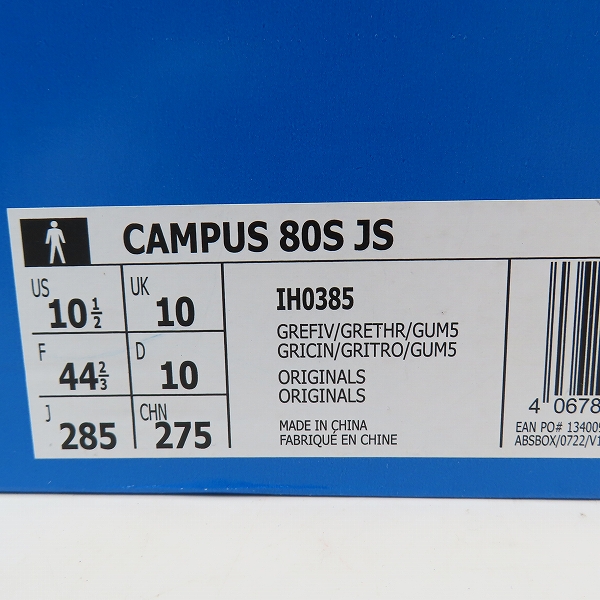 CAMPUS 80S JS
US 10 1/2
UK 10
F 44 2/3
D 10
J 285
CHN 275
IH0385
GREFIV/GRETHR/GUM5
GRICIN/GRITRO/GUM5
ORIGINALS
ORIGINALS
MADE IN CHINA
FABRIQUÉ EN CHINE
4 0678
EAN PO# 134009
ABSBOX/0722/V1